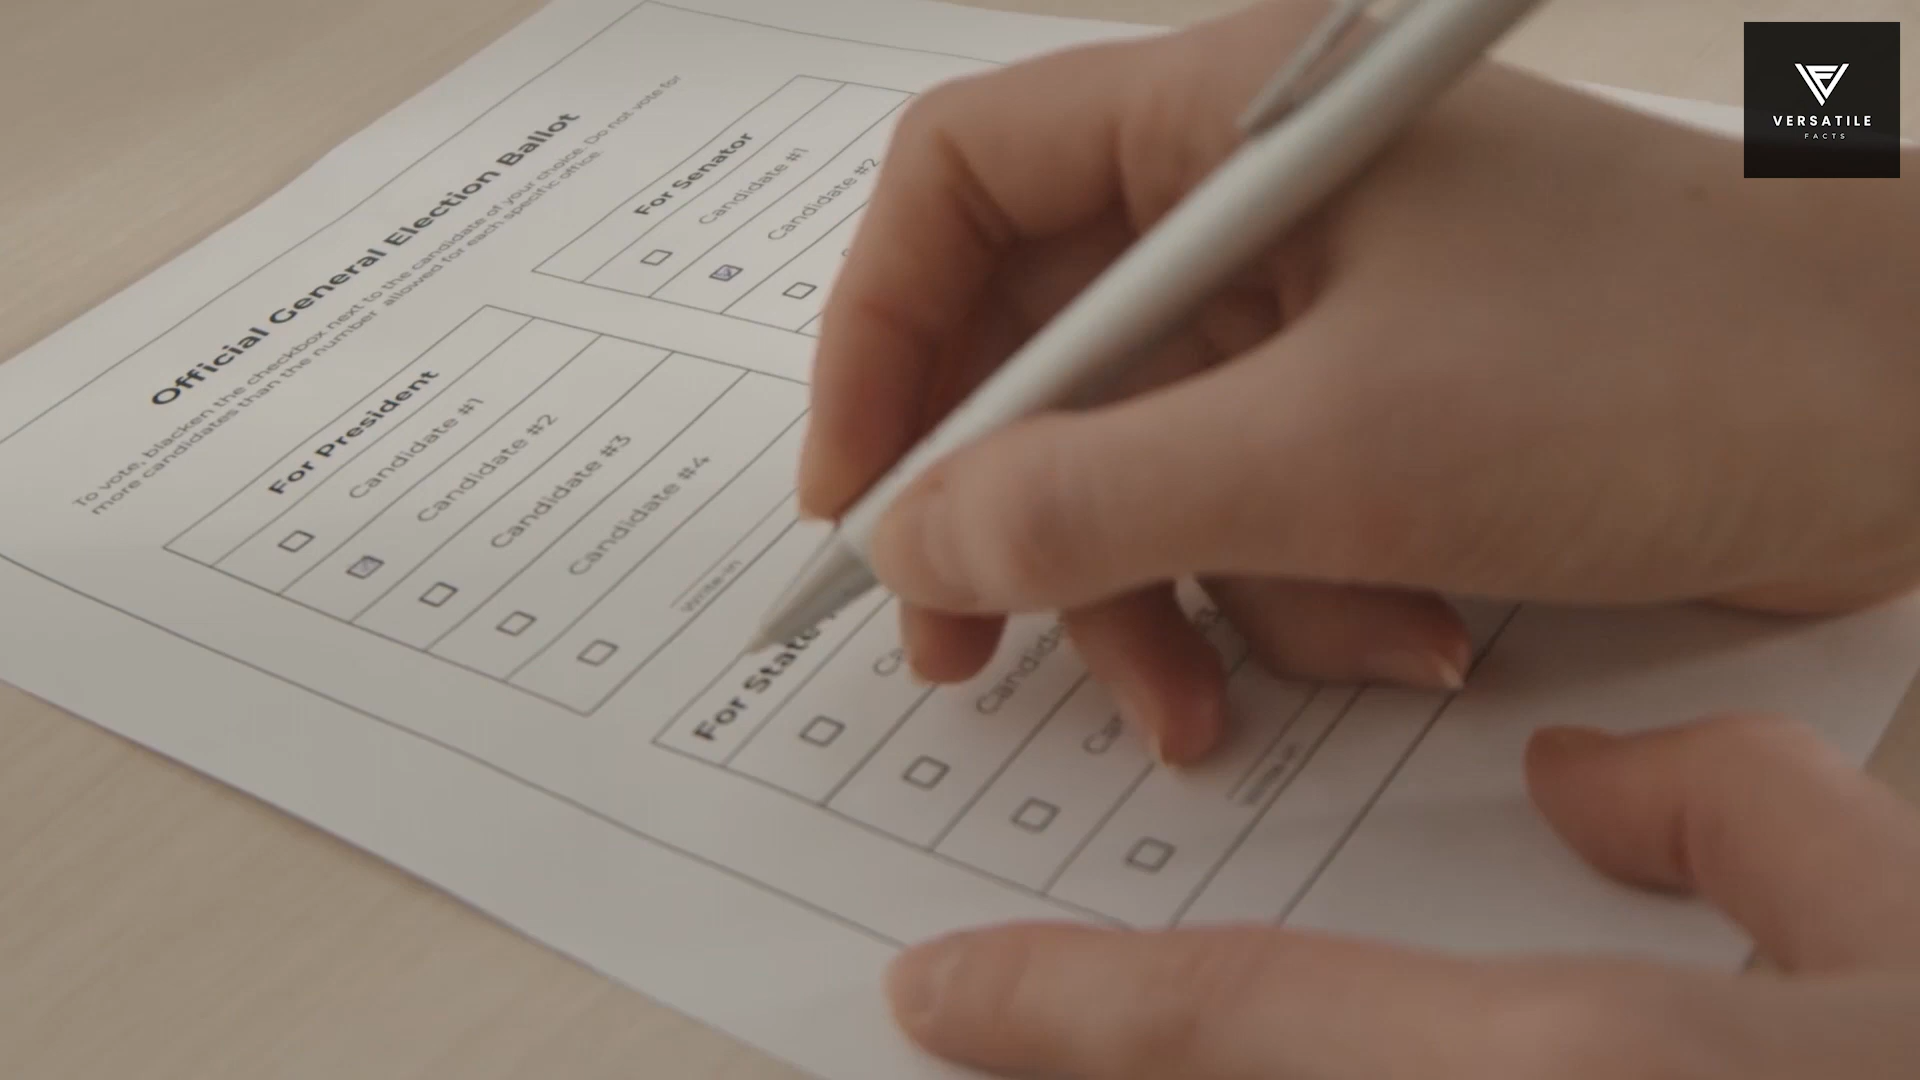 Official General Election Ballot
To vote, blacken the checkbox next to the candidate of your choice. Do not vote for
more candidates than the number allowed for each specific office.
For President
Candidate #1
Candidate #2
Candidate #3
Candidate #4
Write-in
For Senator
Candidate #1
Candidate #2
For State
Candida
VERSATILE
FACTS